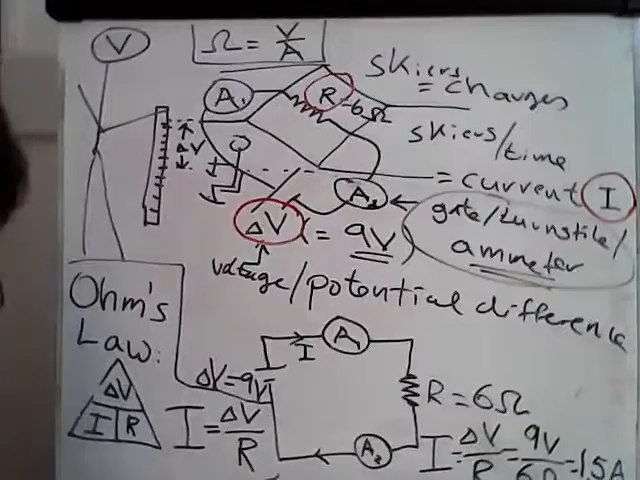 V
Ω = V/A
skiers = charges
A₁
R = 6Ω
skiers/time = current I
ΔV
A₂ ← gate/turnstile/ammeter
ΔV (= 9V)
voltage/potential difference
Ohm's Law:
ΔV
I R
I = ΔV/R
ΔV = 9V
I
A₁
R = 6Ω
A₂
I = ΔV/R = 9V/6Ω = 1.5A